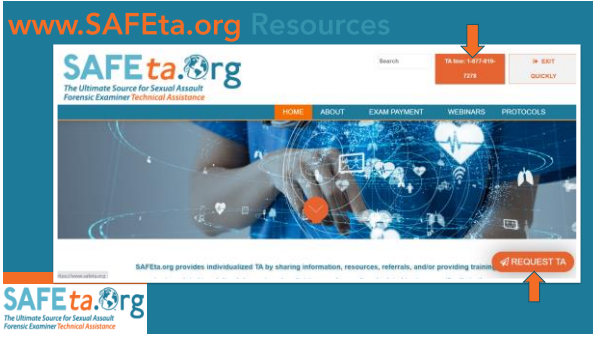 www.SAFEta.org Resources
SAFEta.org
The Ultimate Source for Sexual Assault
Forensic Examiner Technical Assistance
Search
TA line: 1-877-819-
7278
EXIT
QUICKLY
HOME ABOUT EXAM PAYMENT WEBINARS PROTOCOLS
REQUEST TA
SAFEta.org provides individualized TA by sharing information, resources, referrals, and/or providing training
SAFEta.org
The Ultimate Source for Sexual Assault
Forensic Examiner Technical Assistance